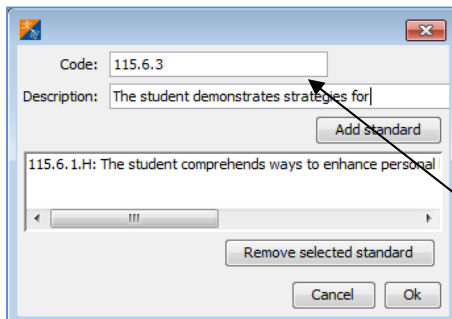 Code: 115.6.3
Description: The student demonstrates strategies for
Add standard
115.6.1.H: The student comprehends ways to enhance personal
Remove selected standard
Cancel Ok